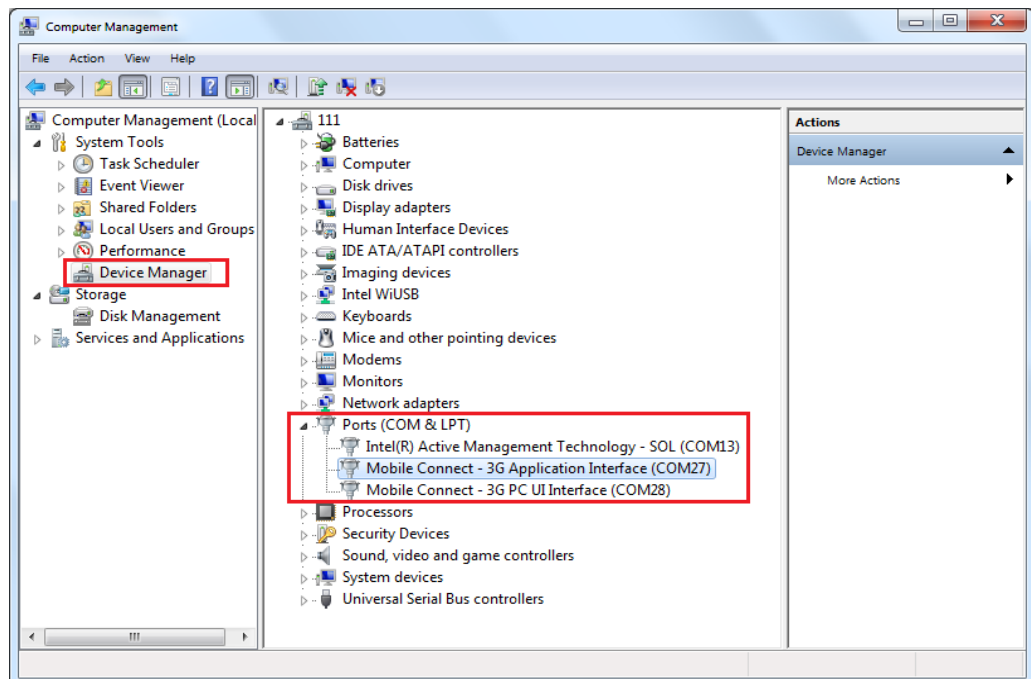 Computer Management
File Action View Help
Computer Management (Local
System Tools
Task Scheduler
Event Viewer
Shared Folders
Local Users and Groups
Performance
Device Manager
Storage
Disk Management
Services and Applications
111
Batteries
Computer
Disk drives
Display adapters
Human Interface Devices
IDE ATA/ATAPI controllers
Imaging devices
Intel WiUSB
Keyboards
Mice and other pointing devices
Modems
Monitors
Network adapters
Ports (COM & LPT)
Intel(R) Active Management Technology - SOL (COM13)
Mobile Connect - 3G Application Interface (COM27)
Mobile Connect - 3G PC UI Interface (COM28)
Processors
Security Devices
Sound, video and game controllers
System devices
Universal Serial Bus controllers
Actions
Device Manager
More Actions